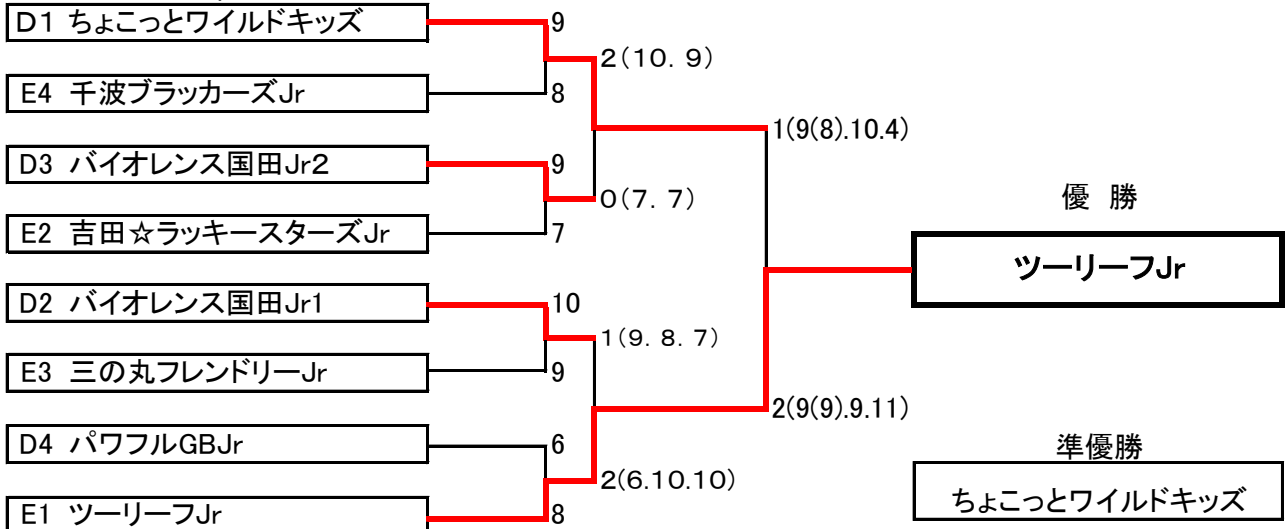 D1 ちょこっとワイルドキッズ
9
2(10.9)
E4 千波ブラッカーズJr
8
1(9(8).10.4)
D3 バイオレンス国田Jr2
9
0(7.7)
E2 吉田☆ラッキースターズJr
7
優 勝
ツーリーフJr
D2 バイオレンス国田Jr1
10
1(9.8.7)
E3 三の丸フレンドリーJr
9
2(9(9).9.11)
D4 パワフルGBJr
6
2(6.10.10)
E1 ツーリーフJr
8
準優勝
ちょこっとワイルドキッズ